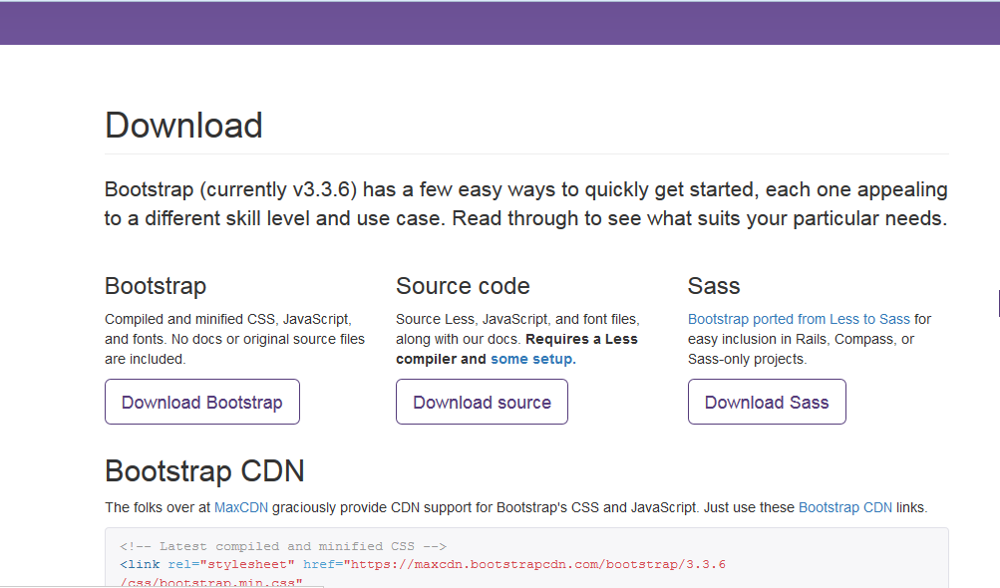 Download
Bootstrap (currently v3.3.6) has a few easy ways to quickly get started, each one appealing
to a different skill level and use case. Read through to see what suits your particular needs.
Bootstrap
Compiled and minified CSS, JavaScript,
and fonts. No docs or original source files
are included.
Download Bootstrap
Source code
Source Less, JavaScript, and font files,
along with our docs. Requires a Less
compiler and some setup.
Download source
Sass
Bootstrap ported from Less to Sass for
easy inclusion in Rails, Compass, or
Sass-only projects.
Download Sass
Bootstrap CDN
The folks over at MaxCDN graciously provide CDN support for Bootstrap's CSS and JavaScript. Just use these Bootstrap CDN links.
<!-- Latest compiled and minified CSS -->
<link rel="stylesheet" href="https://maxcdn.bootstrapcdn.com/bootstrap/3.3.6
/css/bootstrap.min.css"